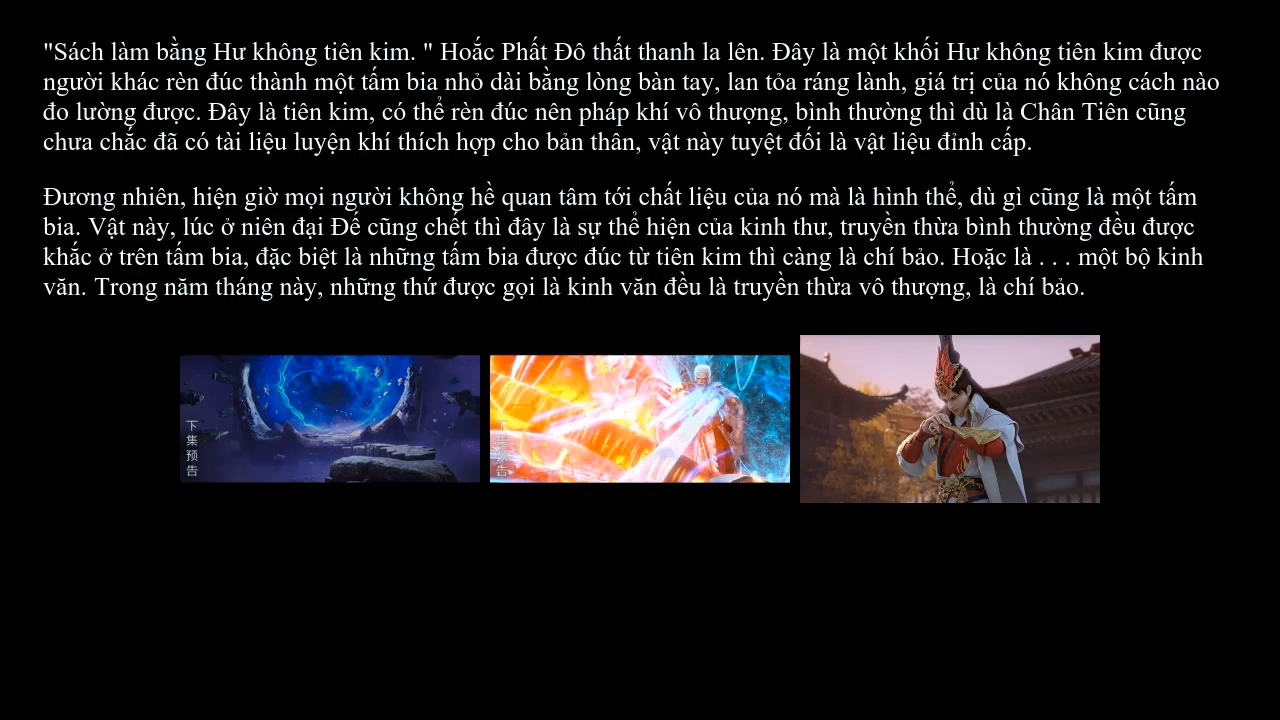 "Sách làm bằng Hư không tiên kim. " Hoắc Phất Đô thất thanh la lên. Đây là một khối Hư không tiên kim được
người khác rèn đúc thành một tấm bia nhỏ dài bằng lòng bàn tay, lan tỏa ráng lành, giá trị của nó không cách nào
đo lường được. Đây là tiên kim, có thể rèn đúc nên pháp khí vô thượng, bình thường thì dù là Chân Tiên cũng
chưa chắc đã có tài liệu luyện khí thích hợp cho bản thân, vật này tuyệt đối là vật liệu đỉnh cấp.
Đương nhiên, hiện giờ mọi người không hề quan tâm tới chất liệu của nó mà là hình thể, dù gì cũng là một tấm
bia. Vật này, lúc ở niên đại Đế cũng chết thì đây là sự thể hiện của kinh thư, truyền thừa bình thường đều được
khắc ở trên tấm bia, đặc biệt là những tấm bia được đúc từ tiên kim thì càng là chí bảo. Hoặc là . . . một bộ kinh
văn. Trong năm tháng này, những thứ được gọi là kinh văn đều là truyền thừa vô thượng, là chí bảo.
下集预告
下集预告